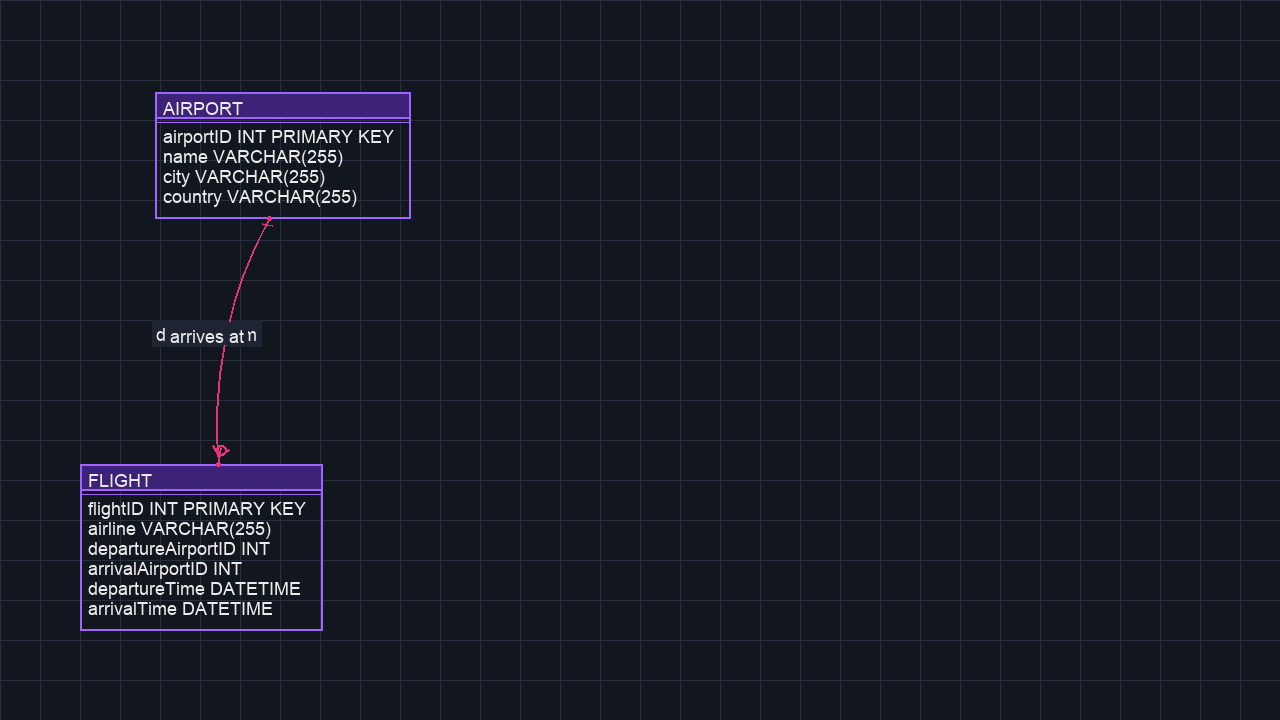 AIRPORT
airportID INT PRIMARY KEY
name VARCHAR(255)
city VARCHAR(255)
country VARCHAR(255)
d arrives at n
FLIGHT
flightID INT PRIMARY KEY
airline VARCHAR(255)
departureAirportID INT
arrivalAirportID INT
departureTime DATETIME
arrivalTime DATETIME